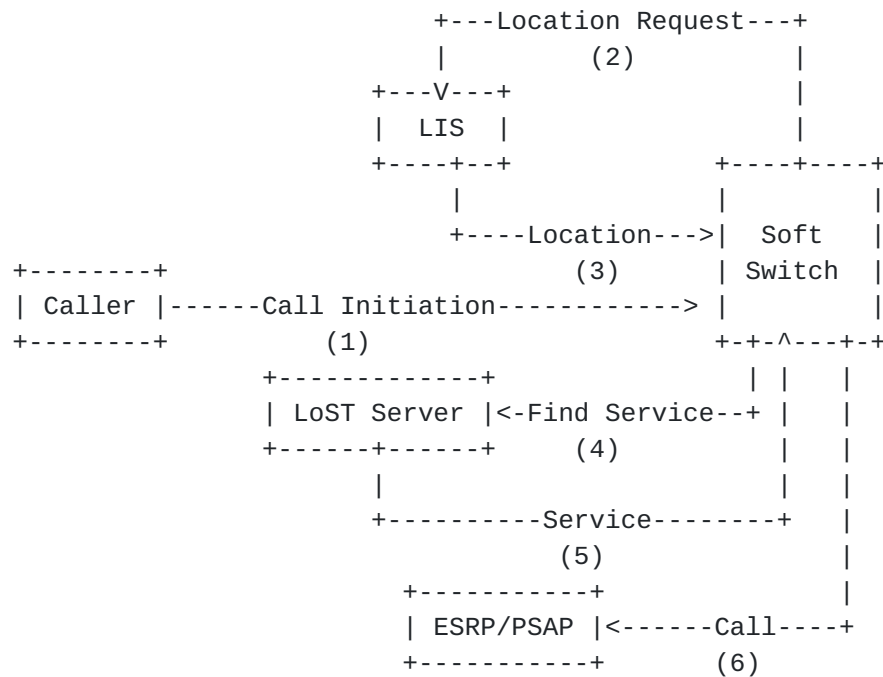 Location Request
(2)
LIS
Location
Soft
(3)
Switch
Caller
Call Initiation
(1)
LoST Server
Find Service
(4)
Service
(5)
ESRP/PSAP
Call
(6)